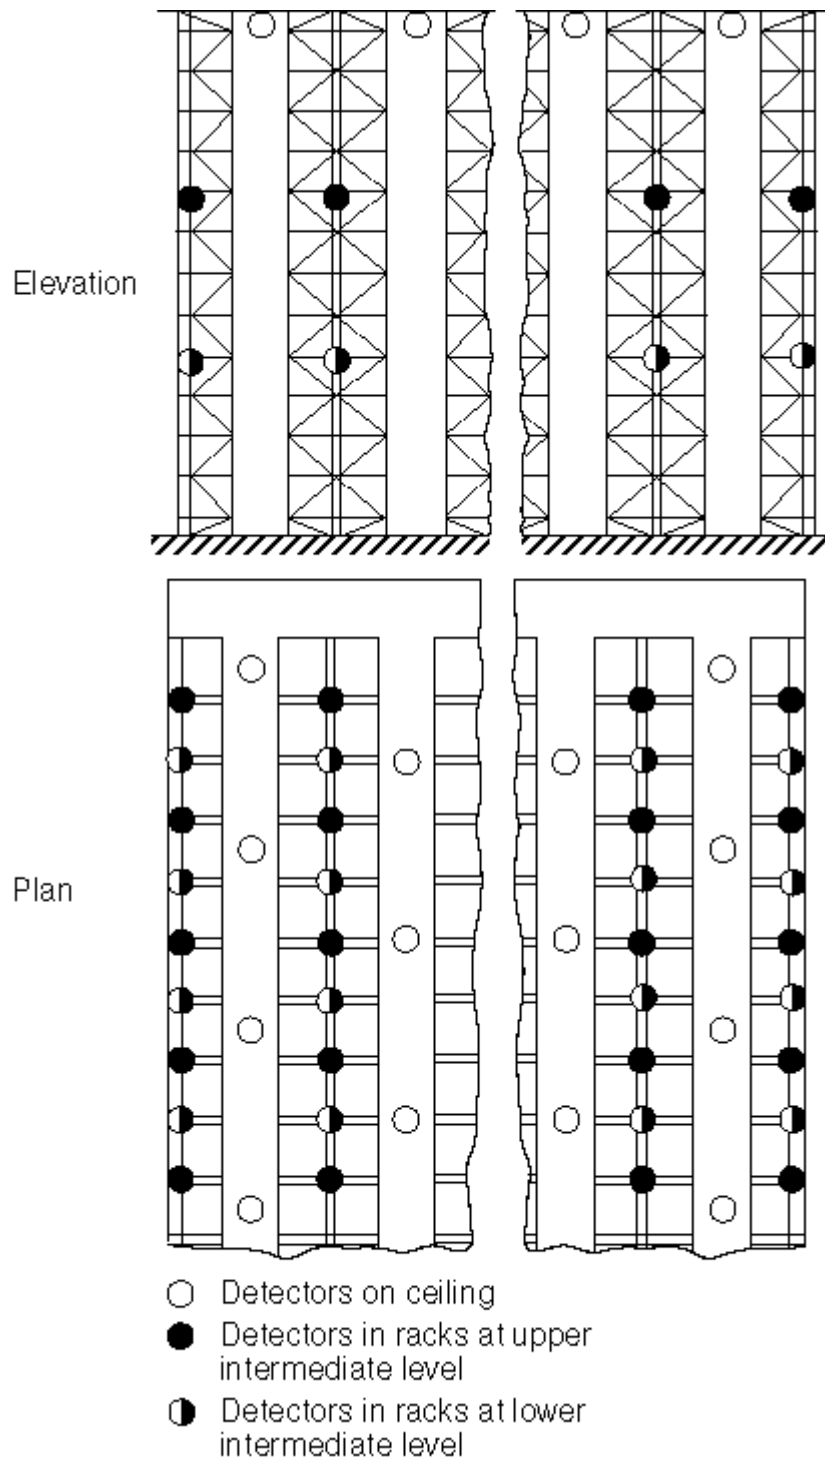 Elevation
Plan
Detectors on ceiling
Detectors in racks at upper
intermediate level
Detectors in racks at lower
intermediate level